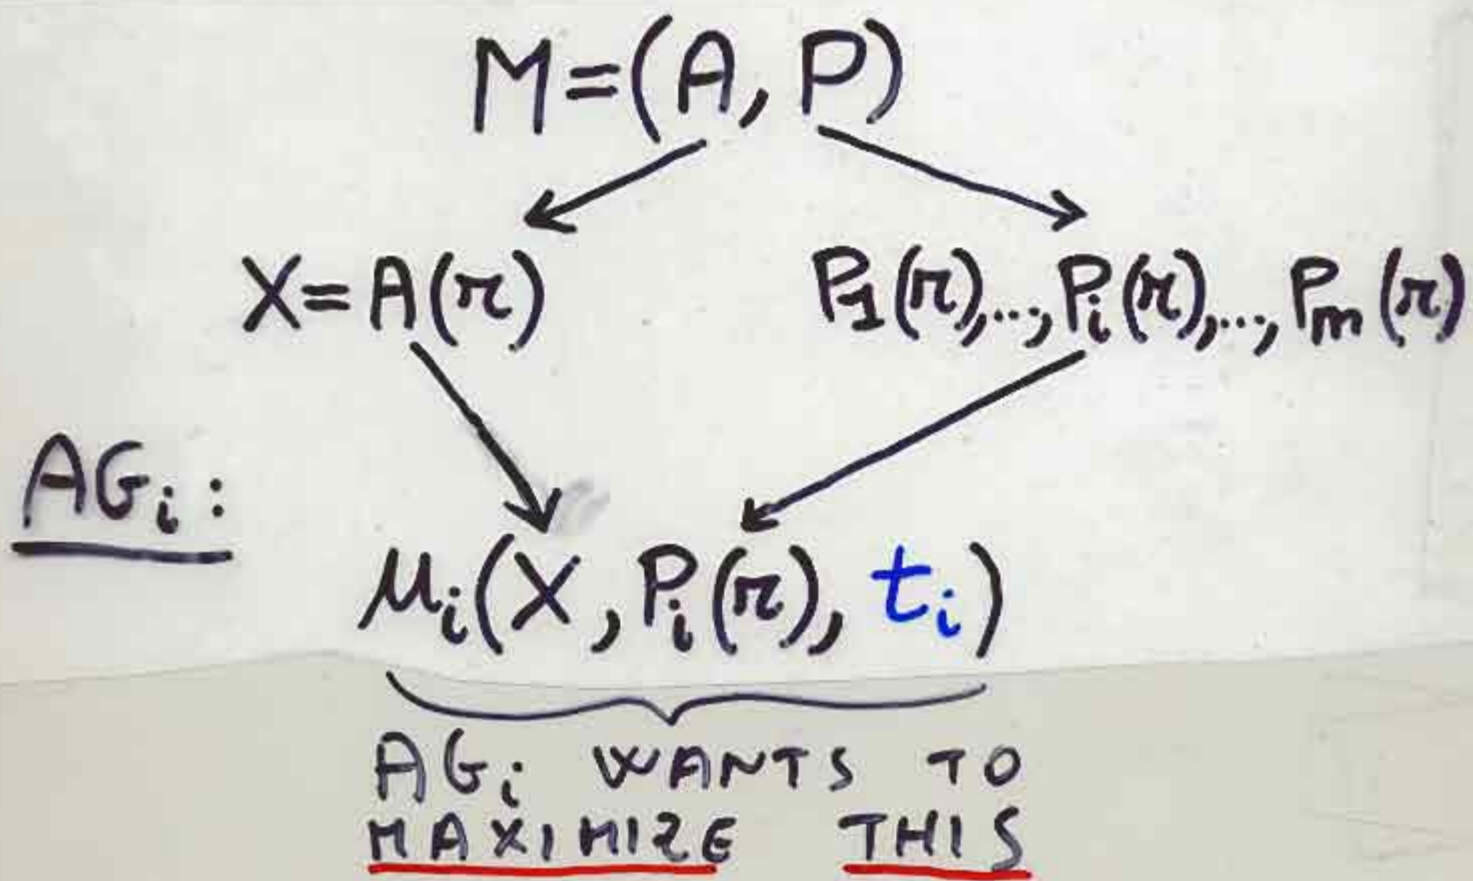 M=(A, P)
X=A(r) P₁(r),...,Pᵢ(r),...,Pₘ(r)
AGᵢ:
μᵢ(X, Pᵢ(r), tᵢ)
AGᵢ WANTS TO
MAXIMIZE THIS